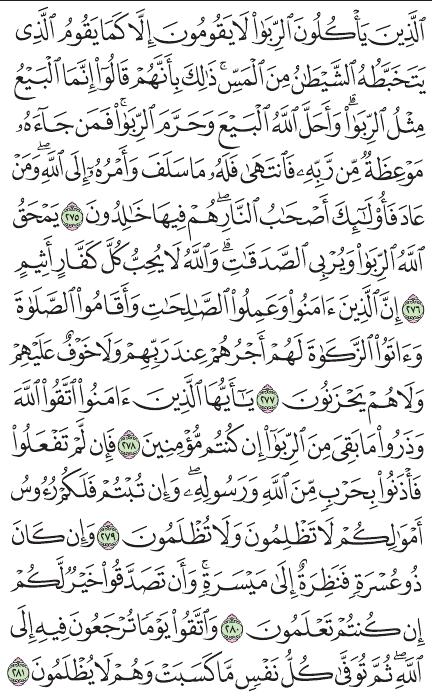 ٱلَّذِينَ يَأۡكُلُونَ ٱلرِّبَوٰاْ لَا يَقُومُونَ إِلَّا كَمَا يَقُومُ ٱلَّذِي
يَتَخَبَّطُهُ ٱلشَّيۡطَٰنُ مِنَ ٱلۡمَسِّۚ ذَٰلِكَ بِأَنَّهُمۡ قَالُوٓاْ إِنَّمَا ٱلۡبَيۡعُ
مِثۡلُ ٱلرِّبَوٰاْۗ وَأَحَلَّ ٱللَّهُ ٱلۡبَيۡعَ وَحَرَّمَ ٱلرِّبَوٰاْۚ فَمَن جَآءَهُۥ
مَوۡعِظَةٞ مِّن رَّبِّهِۦ فَٱنتَهَىٰ فَلَهُۥ مَا سَلَفَ وَأَمۡرُهُۥٓ إِلَى ٱللَّهِۖ وَمَنۡ
عَادَ فَأُوْلَٰٓئِكَ أَصۡحَٰبُ ٱلنَّارِۖ هُمۡ فِيهَا خَٰلِدُونَ ٢٧٥ يَمۡحَقُ
ٱللَّهُ ٱلرِّبَوٰاْ وَيُرۡبِي ٱلصَّدَقَٰتِۗ وَٱللَّهُ لَا يُحِبُّ كُلَّ كَفَّارٍ أَثِيمٍ
٢٧٦ إِنَّ ٱلَّذِينَ ءَامَنُواْ وَعَمِلُواْ ٱلصَّٰلِحَٰتِ وَأَقَامُواْ ٱلصَّلَوٰةَ
وَءَاتَوُاْ ٱلزَّكَوٰةَ لَهُمۡ أَجۡرُهُمۡ عِندَ رَبِّهِمۡ وَلَا خَوۡفٌ عَلَيۡهِمۡ
وَلَا هُمۡ يَحۡزَنُونَ ٢٧٧ يَٰٓأَيُّهَا ٱلَّذِينَ ءَامَنُواْ ٱتَّقُواْ ٱللَّهَ
وَذَرُواْ مَا بَقِيَ مِنَ ٱلرِّبَوٰٓاْ إِن كُنتُم مُّؤۡمِنِينَ ٢٧٨ فَإِن لَّمۡ تَفۡعَلُواْ
فَأۡذَنُواْ بِحَرۡبٖ مِّنَ ٱللَّهِ وَرَسُولِهِۦۖ وَإِن تُبۡتُمۡ فَلَكُمۡ رُءُوسُ
أَمۡوَٰلِكُمۡ لَا تَظۡلِمُونَ وَلَا تُظۡلَمُونَ ٢٧٩ وَإِن كَانَ
ذُو عُسۡرَةٖ فَنَظِرَةٌ إِلَىٰ مَيۡسَرَةٖۚ وَأَن تَصَدَّقُواْ خَيۡرٞ لَّكُمۡ
إِن كُنتُمۡ تَعۡلَمُونَ ٢٨٠ وَٱتَّقُواْ يَوۡمٗا تُرۡجَعُونَ فِيهِ إِلَى
ٱللَّهِۖ ثُمَّ تُوَفَّىٰ كُلُّ نَفۡسٖ مَّا كَسَبَتۡ وَهُمۡ لَا يُظۡلَمُونَ ٢٨١